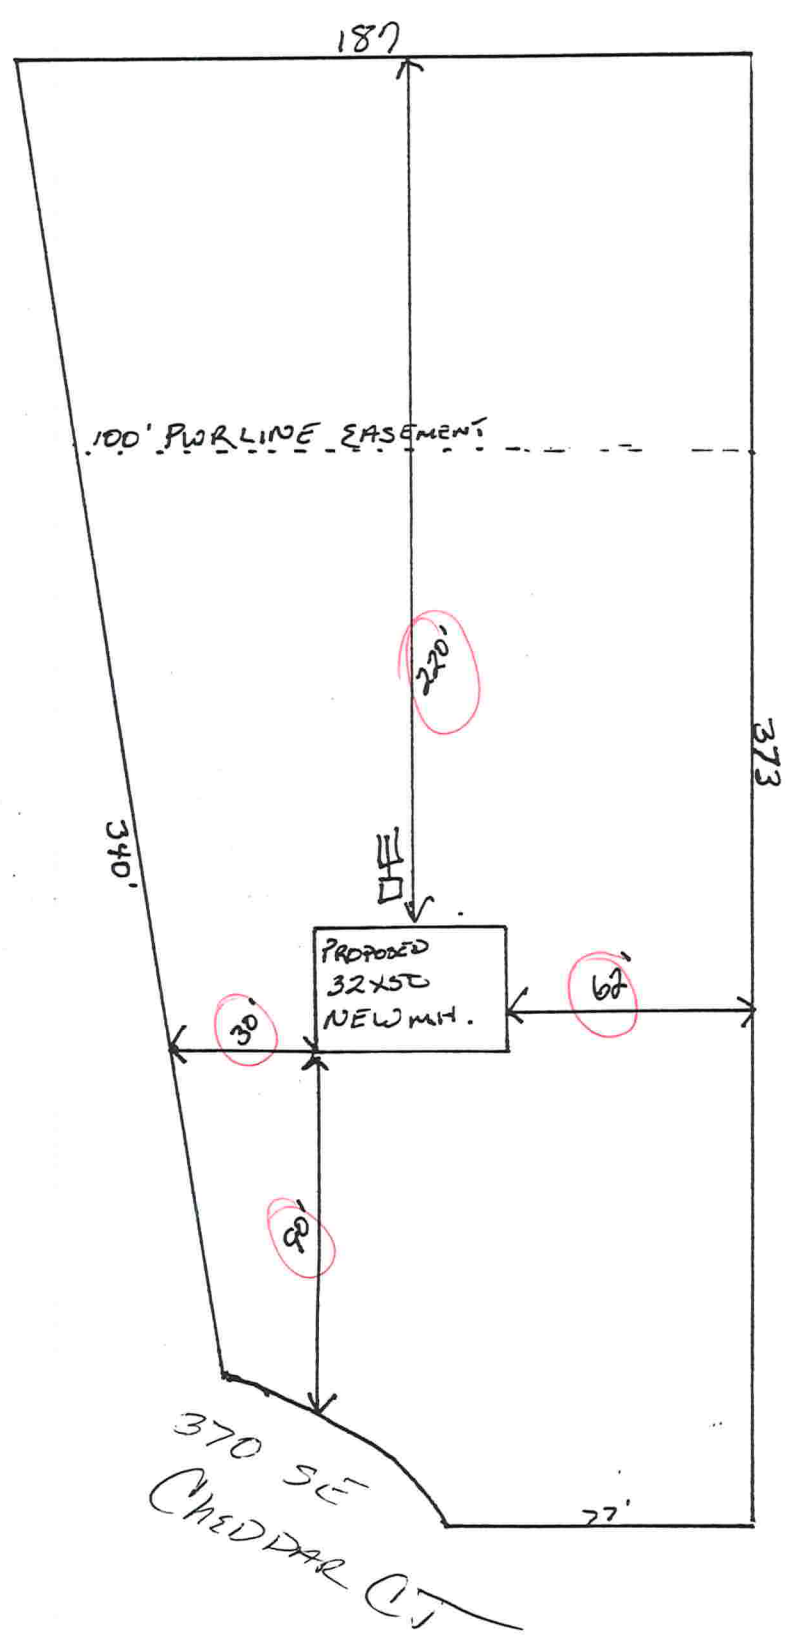 187
100' PWRLINE EASEMENT
220'
373
340'
PROPOSED
32X50
NEW MH.
62'
30'
90'
77'
370 SE
CHEDDAR CT